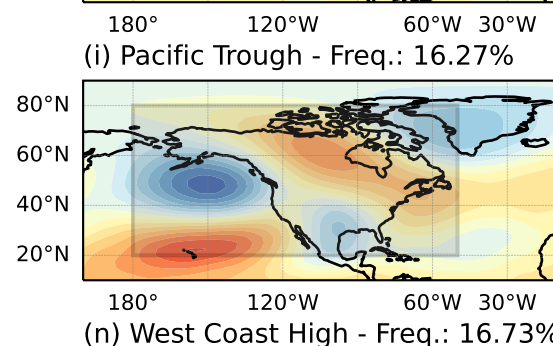 180° 120°W 60°W 30°W
(i) Pacific Trough - Freq.: 16.27%
80°N
60°N
40°N
20°N
180° 120°W 60°W 30°W
(n) West Coast High - Freq.: 16.73%